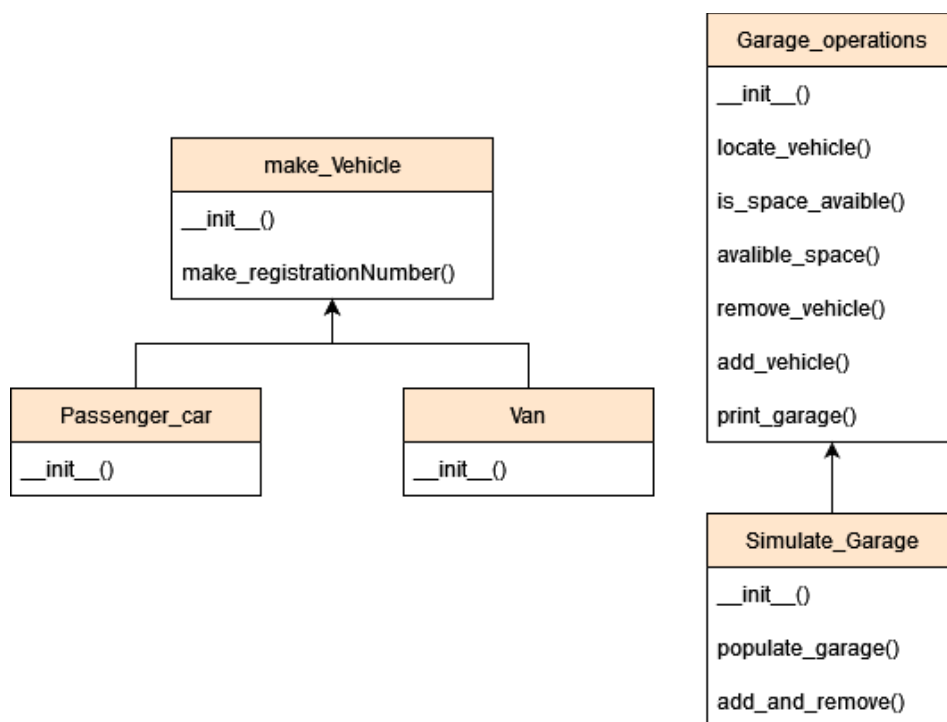 make_Vehicle
__init__()
make_registrationNumber()
Passenger_car
__init__()
Van
__init__()
Garage_operations
__init__()
locate_vehicle()
is_space_avaible()
avalible_space()
remove_vehicle()
add_vehicle()
print_garage()
Simulate_Garage
__init__()
populate_garage()
add_and_remove()